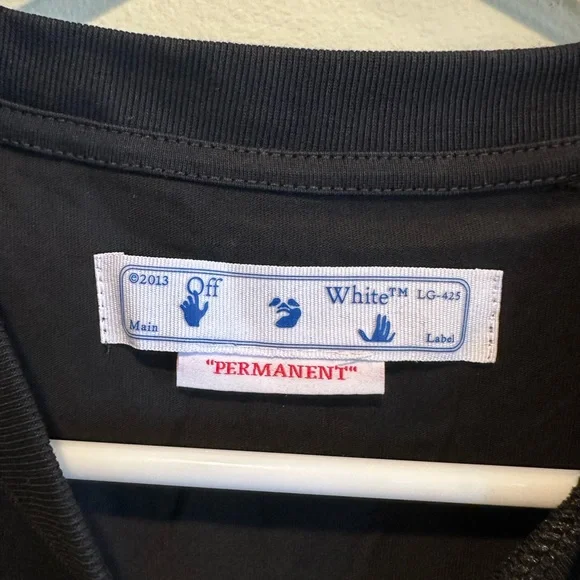 ©2013 Off White™ LG-425
Main Label
"PERMANENT"